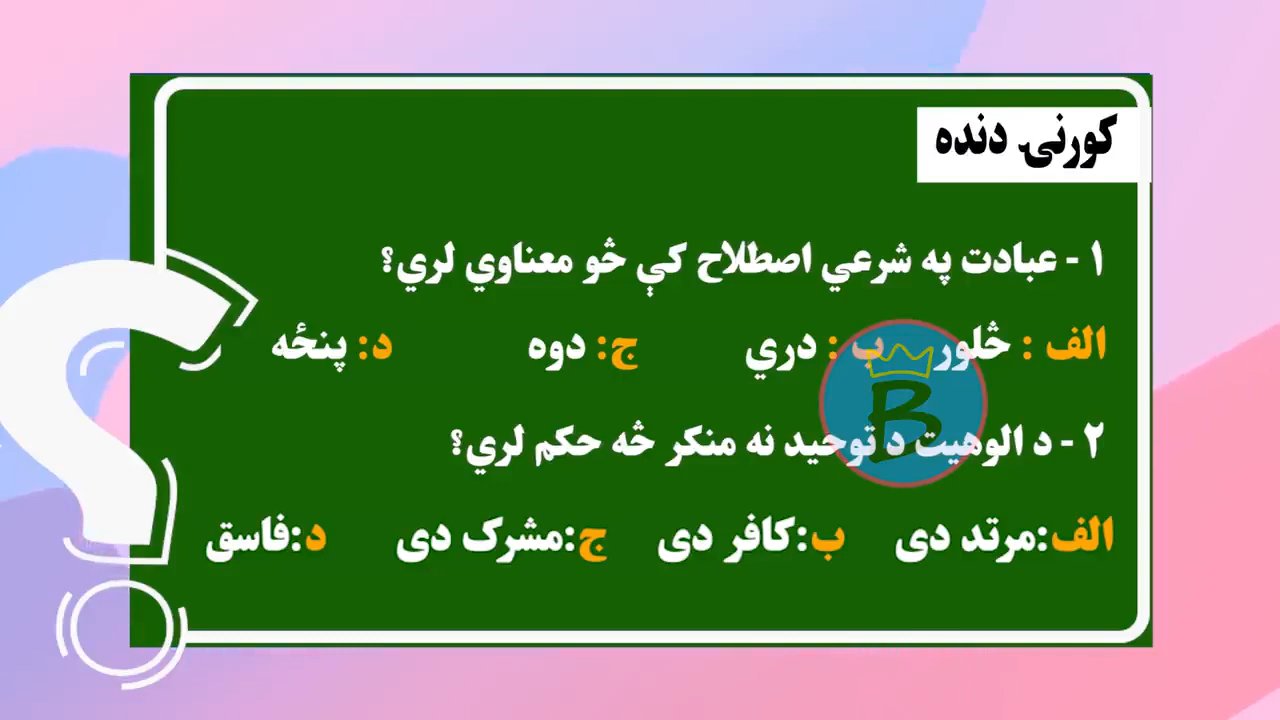 کورنۍ دنده
۱ - عبادت په شرعي اصطلاح کې څو معناوي لري؟
الف : څلور ب : درې ج: دوه د: پنځه
۲ - د الوهیت د توحید نه منکر څه حکم لري؟
الف:مرتد دی ب:کافر دی ج:مشرک دی د:فاسق
B